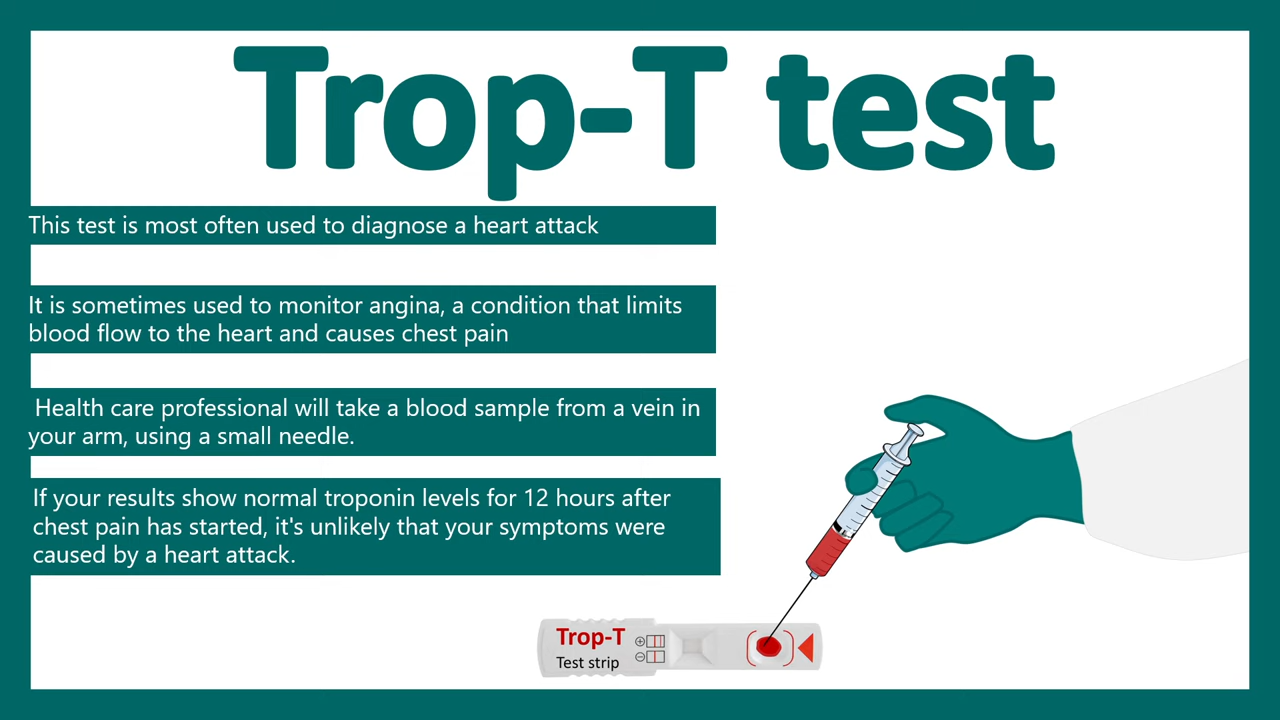 Trop-T test
This test is most often used to diagnose a heart attack
It is sometimes used to monitor angina, a condition that limits
blood flow to the heart and causes chest pain
Health care professional will take a blood sample from a vein in
your arm, using a small needle.
If your results show normal troponin levels for 12 hours after
chest pain has started, it's unlikely that your symptoms were
caused by a heart attack.
Trop-T
Test strip